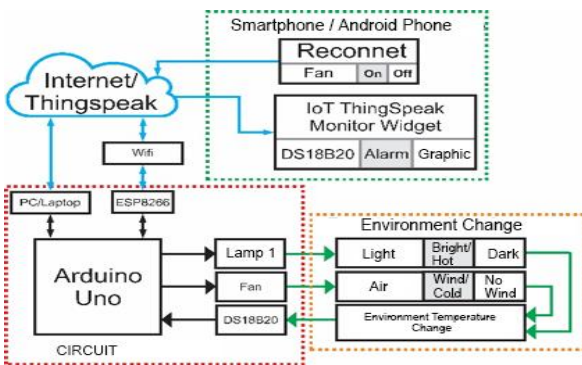 Smartphone / Android Phone
Reconnet
Fan On Off
Internet/
Thingspeak
IoT ThingSpeak
Monitor Widget
DS18B20 Alarm Graphic
Wifi
PC/Laptop
ESP8266
Arduino
Uno
Lamp 1
Fan
DS18B20
CIRCUIT
Environment Change
Light
Bright/
Hot
Dark
Air
Wind/
Cold
No
Wind
Environment Temperature
Change